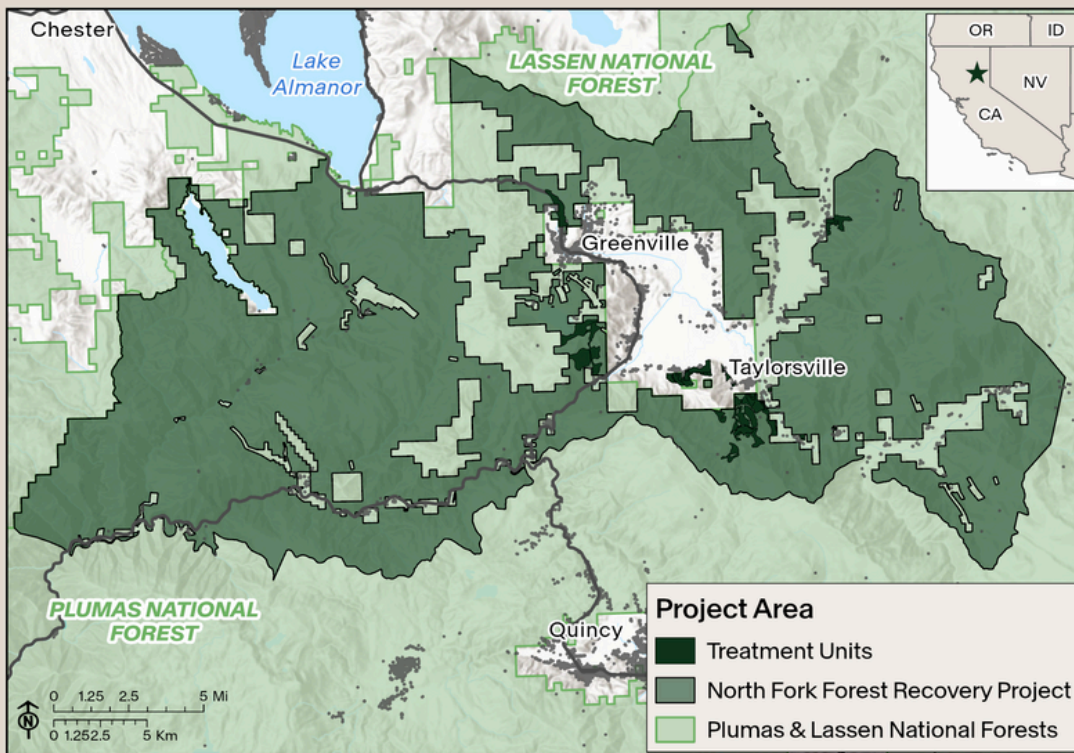 Chester
Lake
Almanor
LASSEN NATIONAL
FOREST
OR
ID
NV
CA
Greenville
Taylorsville
PLUMAS NATIONAL
FOREST
Quincy
Project Area
Treatment Units
North Fork Forest Recovery Project
Plumas & Lassen National Forests
0 1.25 2.5 5 Mi
0 1.252.5 5 Km
N